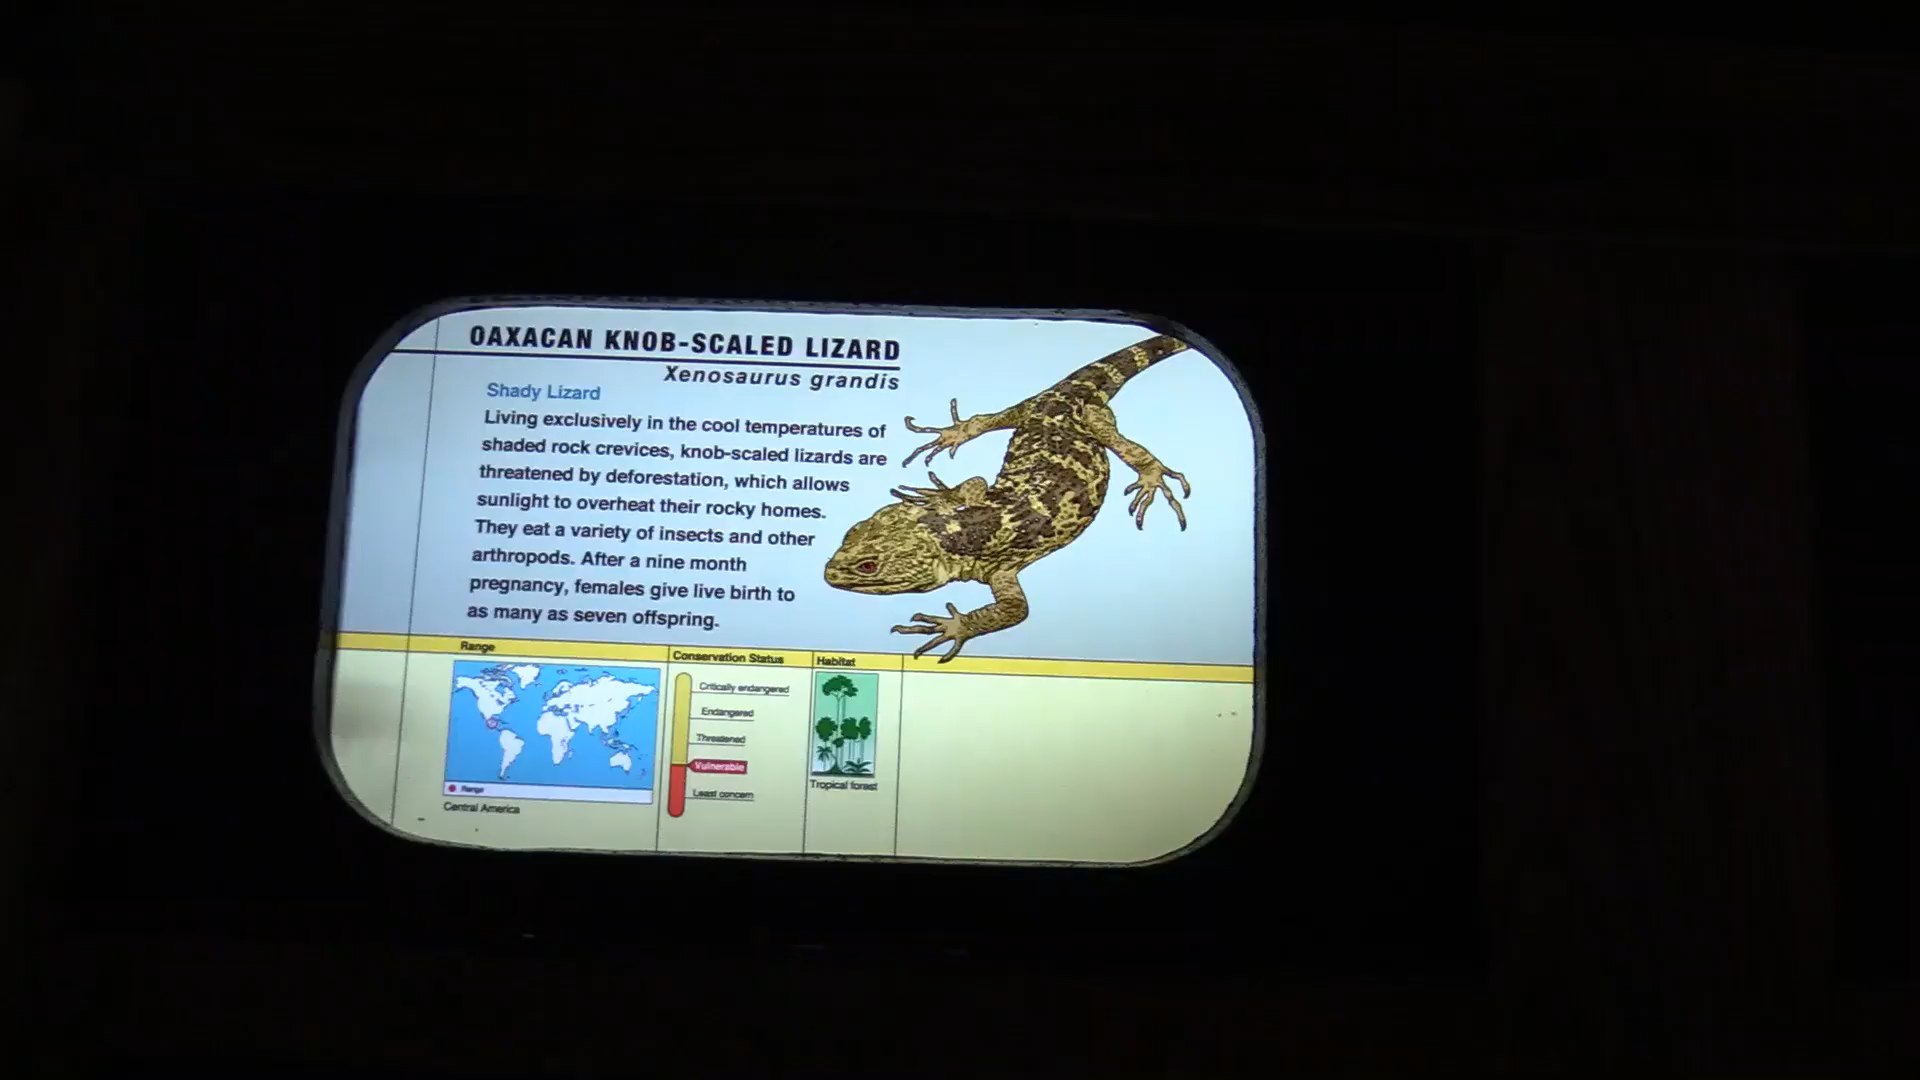 OAXACAN KNOB-SCALED LIZARD
Xenosaurus grandis
Shady Lizard
Living exclusively in the cool temperatures of
shaded rock crevices, knob-scaled lizards are
threatened by deforestation, which allows
sunlight to overheat their rocky homes.
They eat a variety of insects and other
arthropods. After a nine month
pregnancy, females give live birth to
as many as seven offspring.
Range
Range
Central America
Conservation Status
Critically endangered
Endangered
Threatened
Vulnerable
Least concern
Habitat
Tropical forest